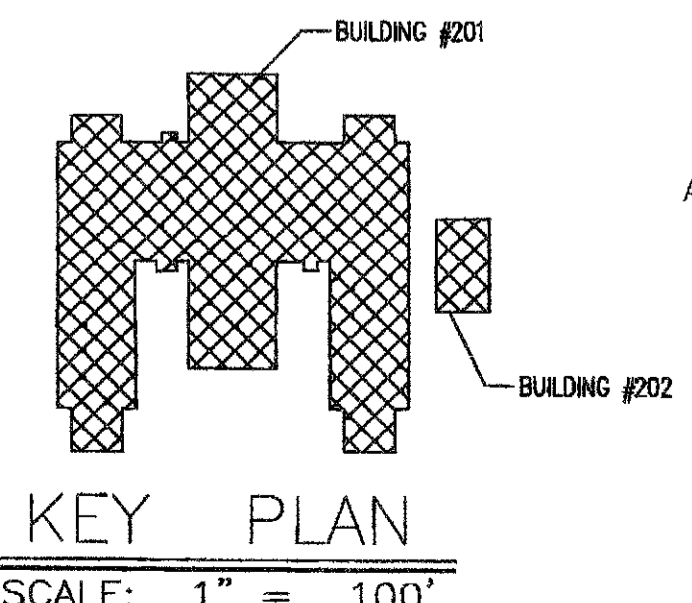 BUILDING #201
BUILDING #202
KEY PLAN
SCALE: 1" = 100'